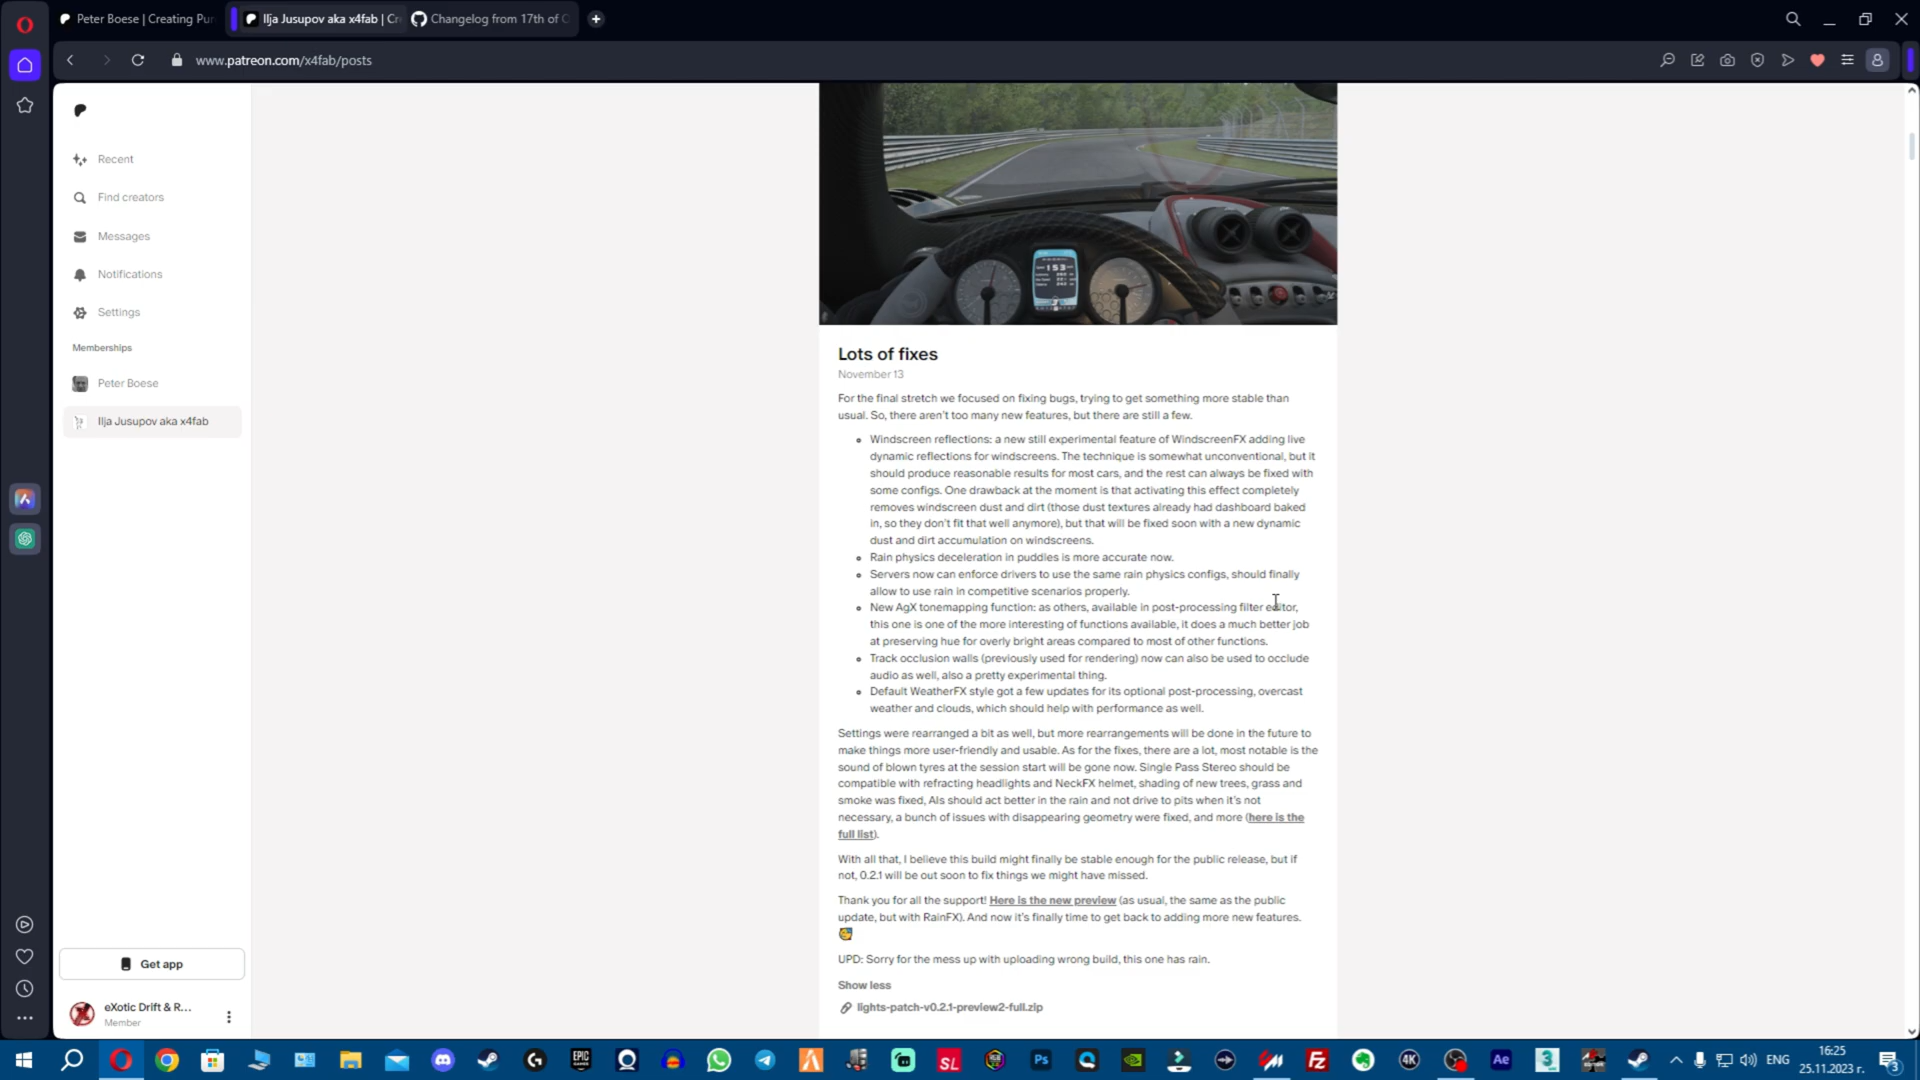 Peter Boese | Creating Pur
Ilja Jusupov aka x4fab | Cr
Changelog from 17th of O
www.patreon.com/x4fab/posts
Recent
Find creators
Messages
Notifications
Settings
Memberships
Peter Boese
Ilja Jusupov aka x4fab
Get app
eXotic Drift & R...
Member
153
Lots of fixes
November 13
For the final stretch we focused on fixing bugs, trying to get something more stable than
usual. So, there aren't too many new features, but there are still a few.
Windscreen reflections: a new still experimental feature of WindscreenFX adding live
dynamic reflections for windscreens. The technique is somewhat unconventional, but it
should produce reasonable results for most cars, and the rest can always be fixed with
some configs. One drawback at the moment is that activating this effect completely
removes windscreen dust and dirt (those dust textures already had dashboard baked
in, so they don't fit that well anymore), but that will be fixed soon with a new dynamic
dust and dirt accumulation on windscreens.
Rain physics deceleration in puddles is more accurate now.
Servers now can enforce drivers to use the same rain physics configs, should finally
allow to use rain in competitive scenarios properly.
New AgX tonemapping function: as others, available in post-processing filter editor,
this one is one of the more interesting of functions available, it does a much better job
at preserving hue for overly bright areas compared to most of other functions.
Track occlusion walls (previously used for rendering) now can also be used to occlude
audio as well, also a pretty experimental thing.
Default WeatherFX style got a few updates for its optional post-processing, overcast
weather and clouds, which should help with performance as well.
Settings were rearranged a bit as well, but more rearrangements will be done in the future to
make things more user-friendly and usable. As for the fixes, there are a lot, most notable is the
sound of blown tyres at the session start will be gone now. Single Pass Stereo should be
compatible with refracting headlights and NeckFX helmet, shading of new trees, grass and
smoke was fixed, AIs should act better in the rain and not drive to pits when it's not
necessary, a bunch of issues with disappearing geometry were fixed, and more (here is the
full list).
With all that, I believe this build might finally be stable enough for the public release, but if
not, 0.2.1 will be out soon to fix things we might have missed.
Thank you for all the support! Here is the new preview (as usual, the same as the public
update, but with RainFX). And now it's finally time to get back to adding more new features.
UPD: Sorry for the mess up with uploading wrong build, this one has rain.
Show less
lights-patch-v0.2.1-preview2-full.zip
SL
Ps
4K
Ae
3
ENG
16:25
25.11.2023 г.
3